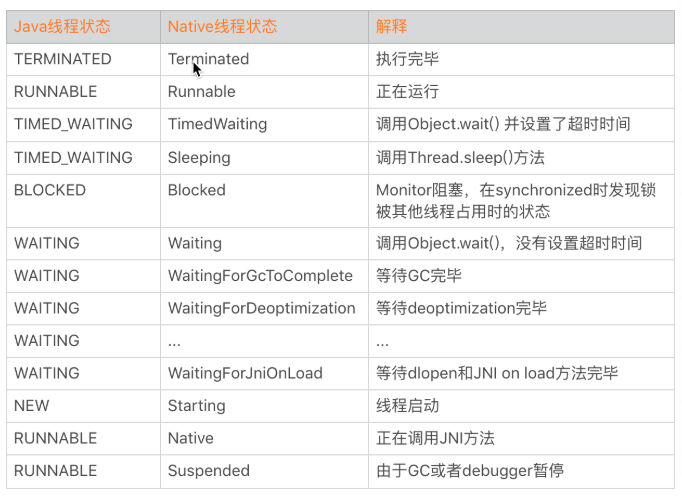 Java线程状态 Native线程状态 解释
TERMINATED Terminated 执行完毕
RUNNABLE Runnable 正在运行
TIMED_WAITING TimedWaiting 调用Object.wait() 并设置了超时时间
TIMED_WAITING Sleeping 调用Thread.sleep()方法
BLOCKED Blocked Monitor阻塞，在synchronized时发现锁
被其他线程占用时的状态
WAITING Waiting 调用Object.wait()，没有设置超时时间
WAITING WaitingForGcToComplete 等待GC完毕
WAITING WaitingForDeoptimization 等待deoptimization完毕
WAITING ... ...
WAITING WaitingForJniOnLoad 等待dlopen和JNI on load方法完毕
NEW Starting 线程启动
RUNNABLE Native 正在调用JNI方法
RUNNABLE Suspended 由于GC或者debugger暂停